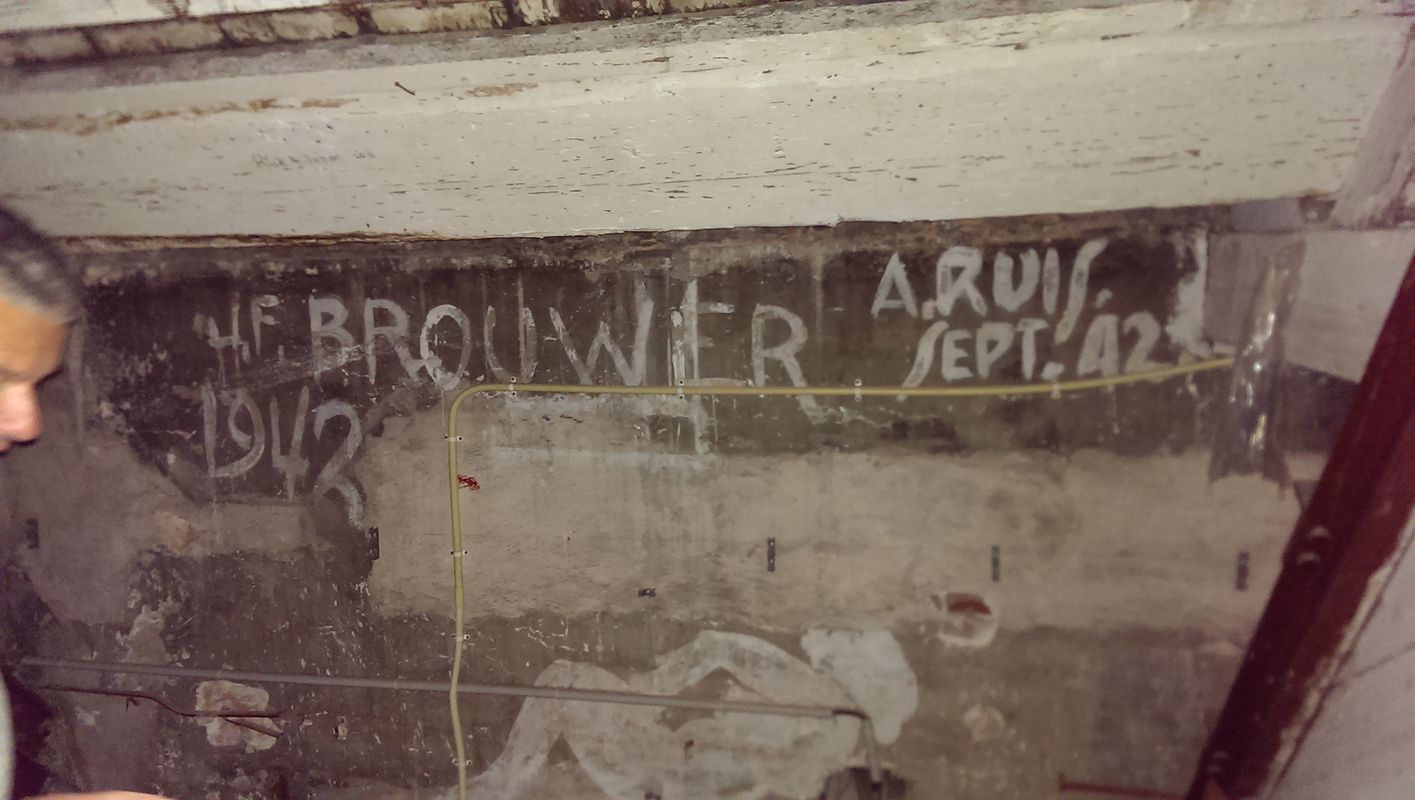 H.F. BROUWER
1942
A.RUIS.
SEPT. 42